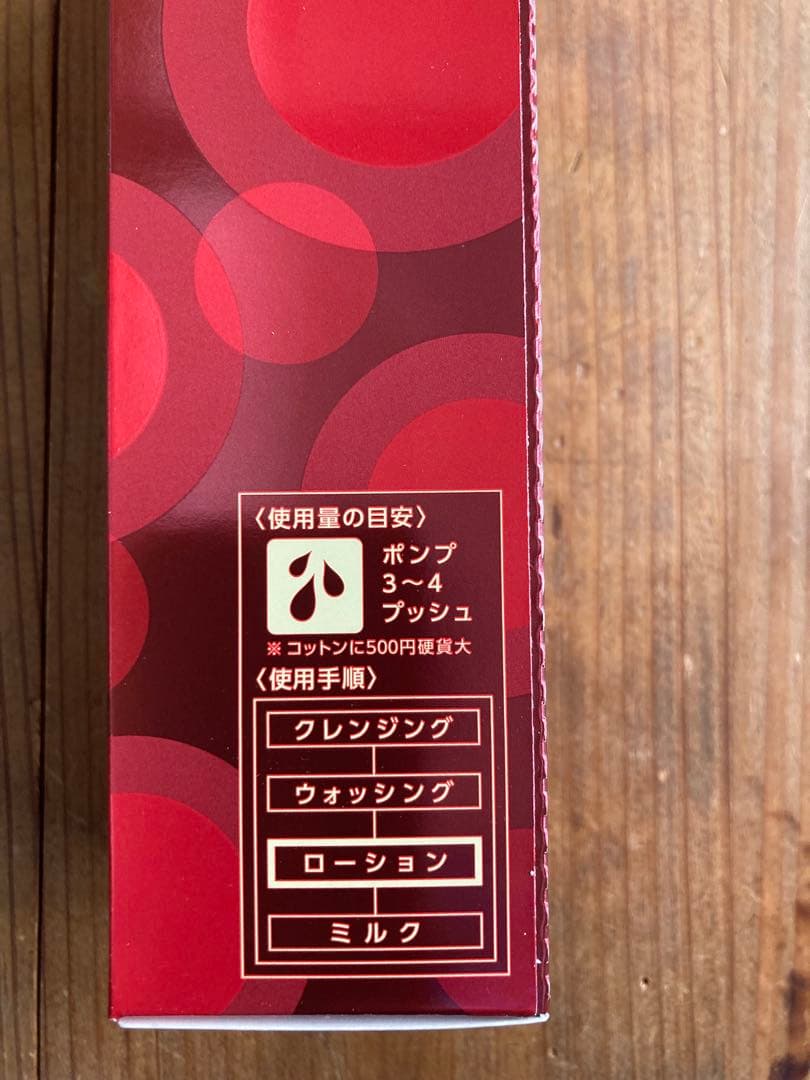 〈使用量の目安〉
ポンプ
3〜4
プッシュ
※ コットンに500円硬貨大
〈使用手順〉
クレンジング
ウォッシング
ローション
ミルク